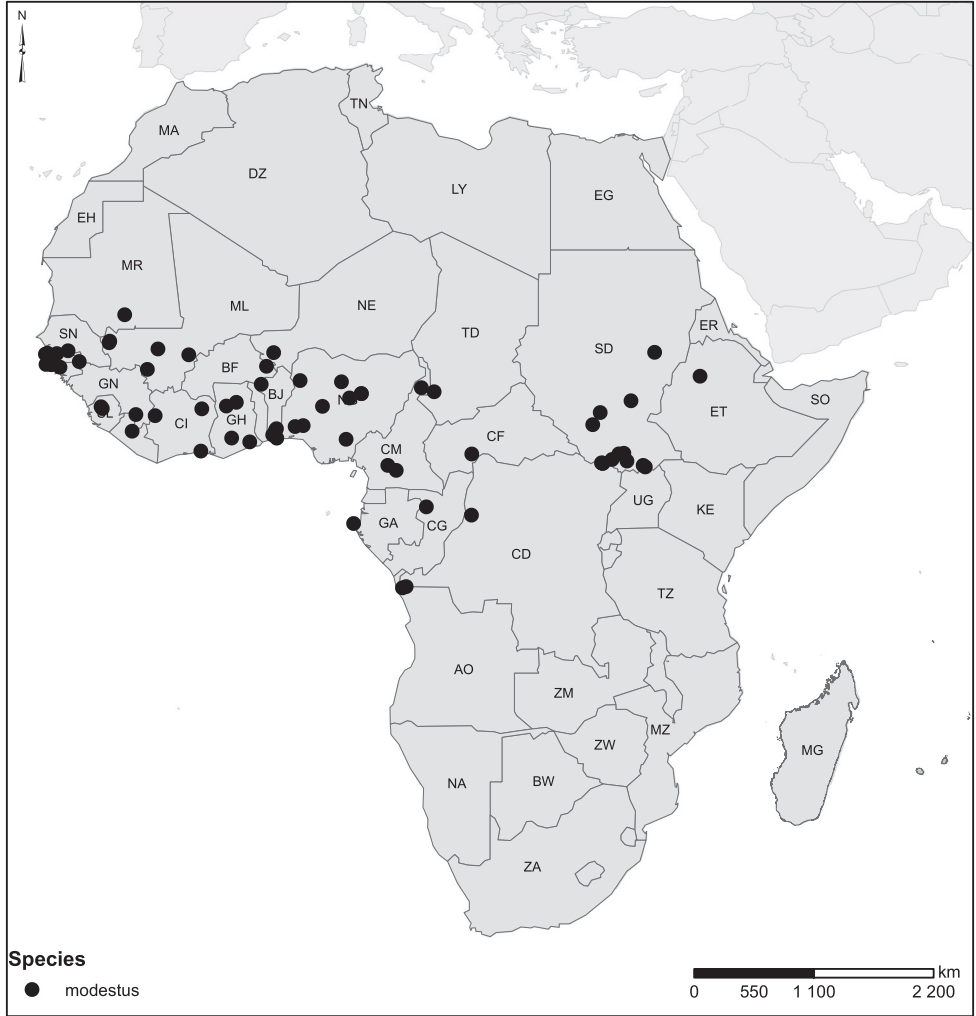 N
TN
MA
DZ
LY
EG
EH
MR
ML
NE
TD
SD
ER
SN
BF
GN
BJ
ET
SO
CI
GH
CM
CF
UG
KE
GA
CG
CD
TZ
AO
ZM
MZ
ZW
MG
NA
BW
ZA
Species
modestus
km
0 550 1 100 2 200